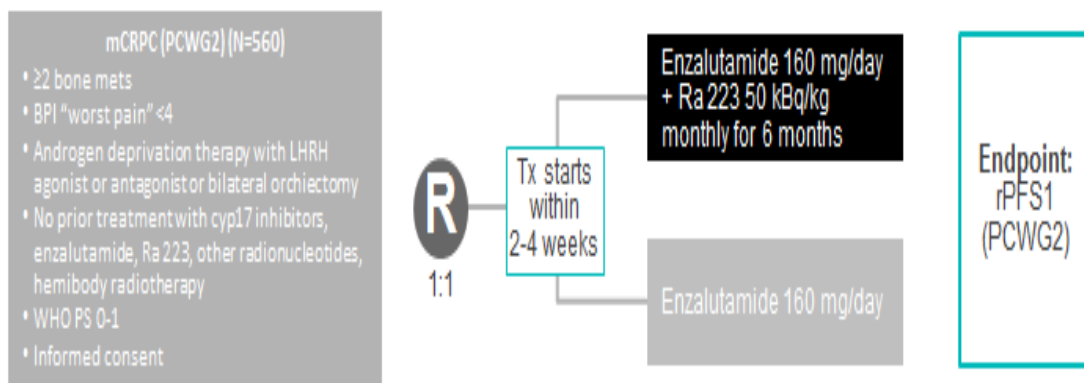 mCRPC (PCWG2) (N=560)
• ≥2 bone mets
• BPI “worst pain” <4
• Androgen deprivation therapy with LHRH
agonist or antagonist or bilateral orchiectomy
• No prior treatment with cyp17 inhibitors,
enzalutamide, Ra 223, other radionucleotides,
hemibody radiotherapy
• WHO PS 0-1
• Informed consent
R
1:1
Tx starts
within
2-4 weeks
Enzalutamide 160 mg/day
+ Ra 223 50 kBq/kg
monthly for 6 months
Enzalutamide 160 mg/day
Endpoint:
rPFS1
(PCWG2)